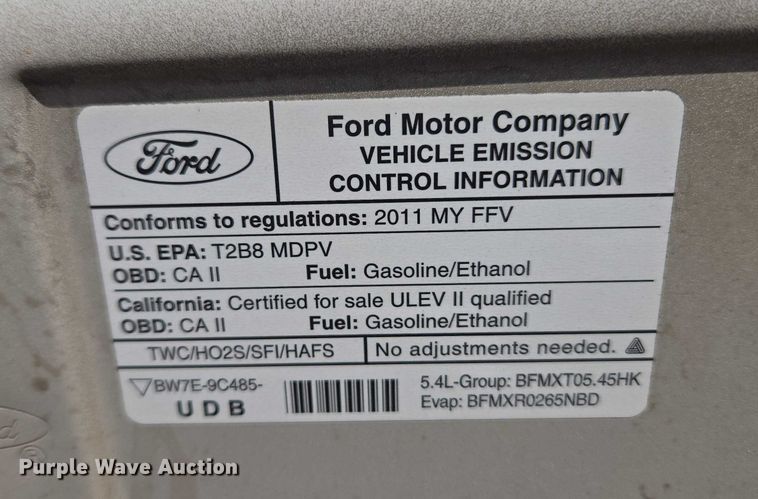 Ford
Ford Motor Company
VEHICLE EMISSION
CONTROL INFORMATION
Conforms to regulations: 2011 MY FFV
U.S. EPA: T2B8 MDPV
OBD: CA II Fuel: Gasoline/Ethanol
California: Certified for sale ULEV II qualified
OBD: CA II Fuel: Gasoline/Ethanol
TWC/HO2S/SFI/HAFS No adjustments needed.
BW7E-9C485- 5.4L-Group: BFMXT05.45HK
UDB Evap: BFMXR0265NBD
Ford
Purple Wave Auction